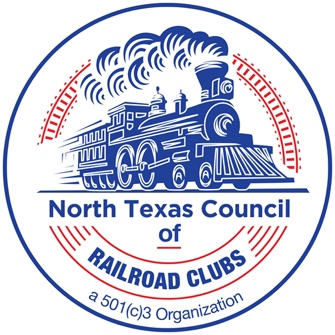 North Texas Council
of
RAILROAD CLUBS
a 501(c)3 Organization